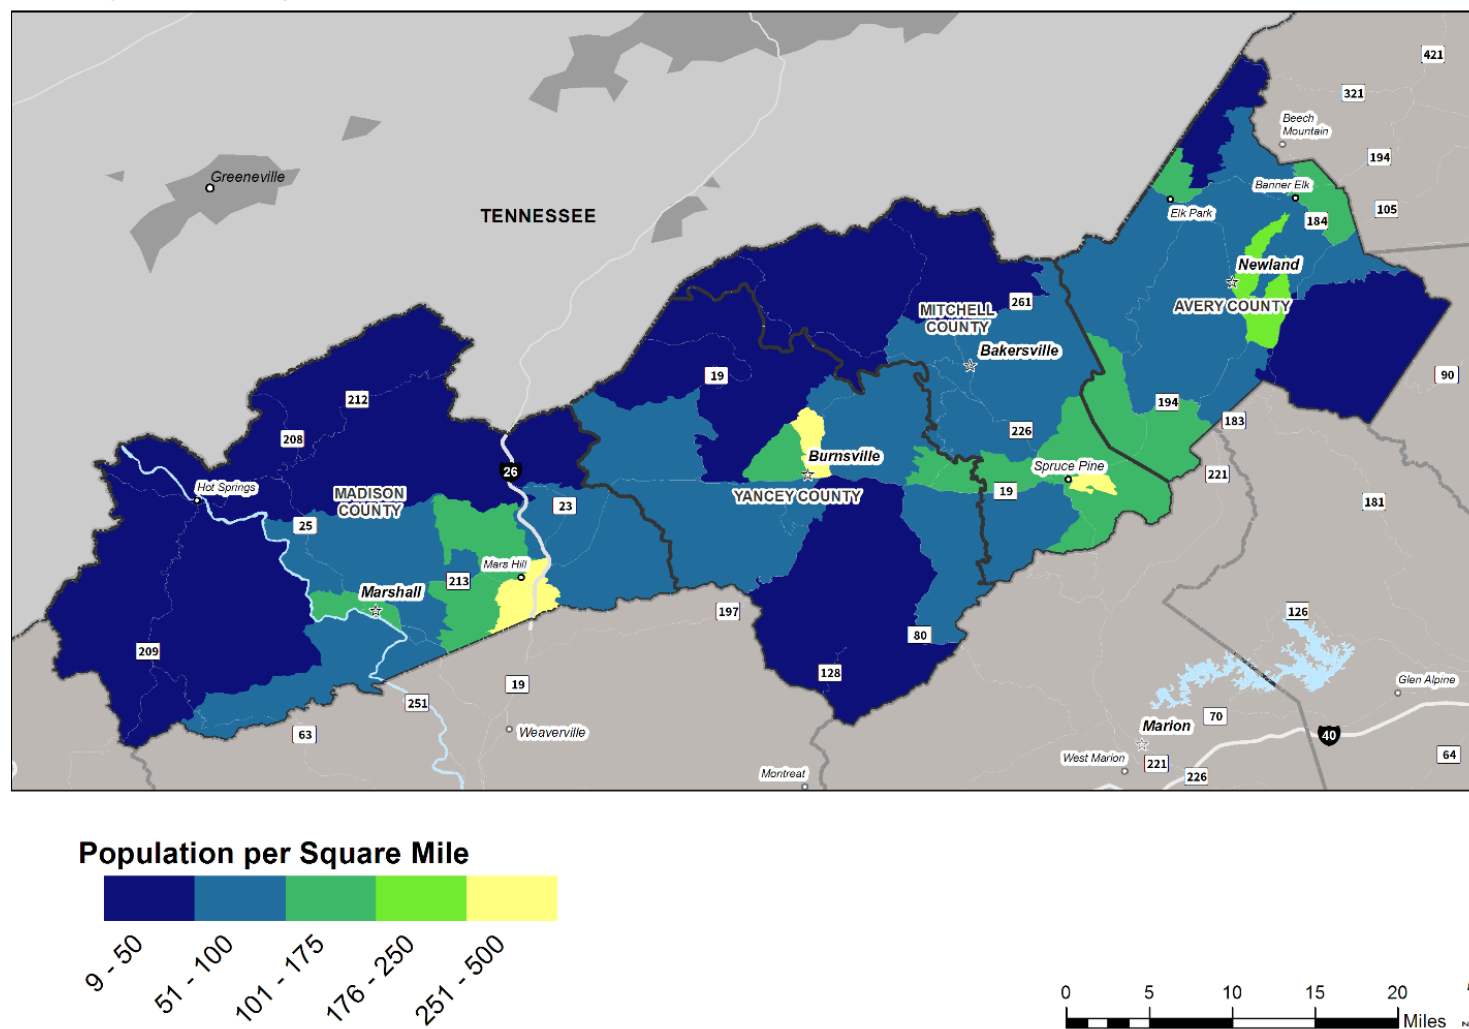 421
321
Beech
Mountain
194
Greeneville
Banner Elk
105
Elk Park
184
TENNESSEE
Newland
261
AVERY COUNTY
MITCHELL
COUNTY
Bakersville
19
90
212
194
183
208
226
Burnsville
Spruce Pine
26
221
Hot Springs
MADISON
COUNTY
YANCEY COUNTY
19
181
23
25
Mars Hill
213
Marshall
197
126
80
209
128
19
Glen Alpine
251
70
Marion
63
Weaverville
40
64
West Marion
221
Montreat
226
Population per Square Mile
9 - 50
51 - 100
101 - 175
176 - 250
251 - 500
0 5 10 15 20
Miles